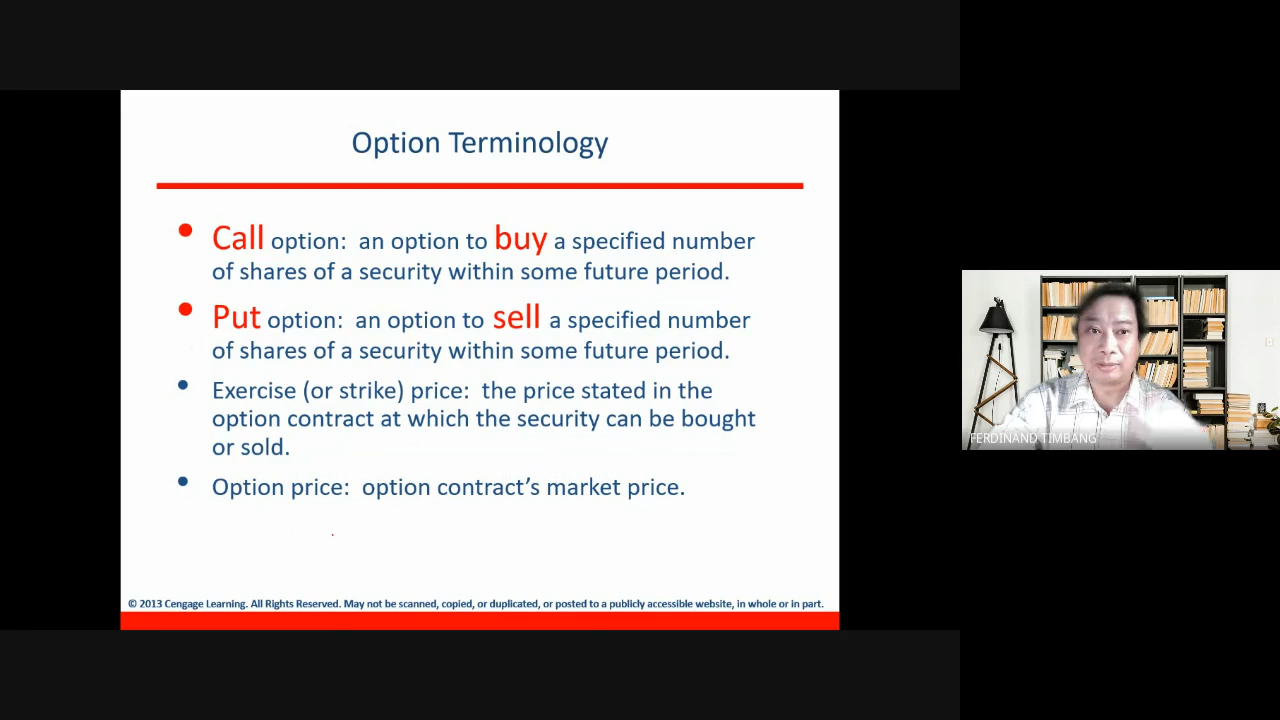 Option Terminology
• Call option: an option to buy a specified number
of shares of a security within some future period.
• Put option: an option to sell a specified number
of shares of a security within some future period.
• Exercise (or strike) price: the price stated in the
option contract at which the security can be bought
or sold.
• Option price: option contract’s market price.
© 2013 Cengage Learning. All Rights Reserved. May not be scanned, copied, or duplicated, or posted to a publicly accessible website, in whole or in part.
FERDINAND TIMBANG